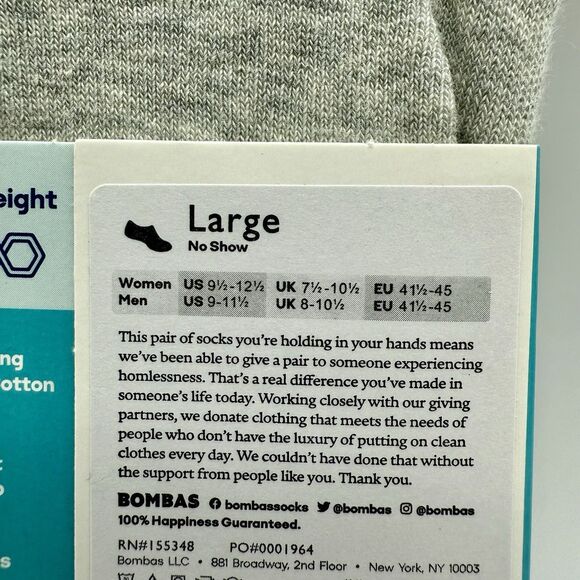 eight
ng
otton
s
Large
No Show
Women US 9½-12½ UK 7½-10½ EU 41½-45
Men US 9-11½ UK 8-10½ EU 41½-45
This pair of socks you're holding in your hands means
we've been able to give a pair to someone experiencing
homlessness. That's a real difference you've made in
someone's life today. Working closely with our giving
partners, we donate clothing that meets the needs of
people who don't have the luxury of putting on clean
clothes every day. We couldn't have done that without
the support from people like you. Thank you.
BOMBAS bombassocks @bombas @bombas
100% Happiness Guaranteed.
RN#155348 PO#0001964
Bombas LLC • 881 Broadway, 2nd Floor • New York, NY 10003